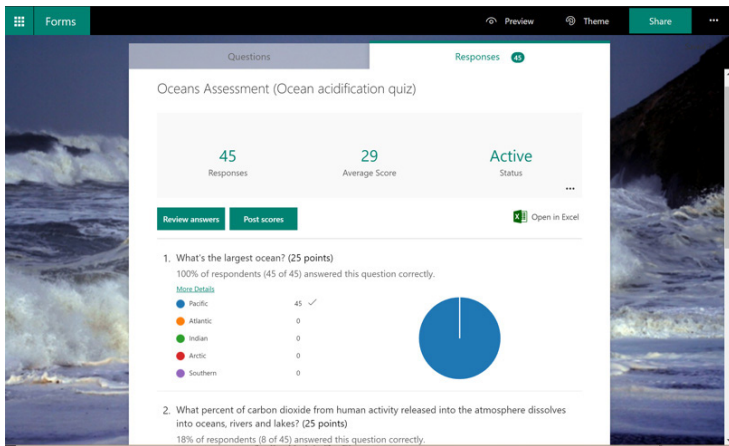 Forms
Preview
Theme
Share
Questions
Responses 45
Oceans Assessment (Ocean acidification quiz)
45
Responses
29
Average Score
Active
Status
Review answers
Post scores
Open in Excel
1. What's the largest ocean? (25 points)
100% of respondents (45 of 45) answered this question correctly.
More Details
Pacific 45
Atlantic 0
Indian 0
Arctic 0
Southern 0
2. What percent of carbon dioxide from human activity released into the atmosphere dissolves
into oceans, rivers and lakes? (25 points)
18% of respondents (8 of 45) answered this question correctly.